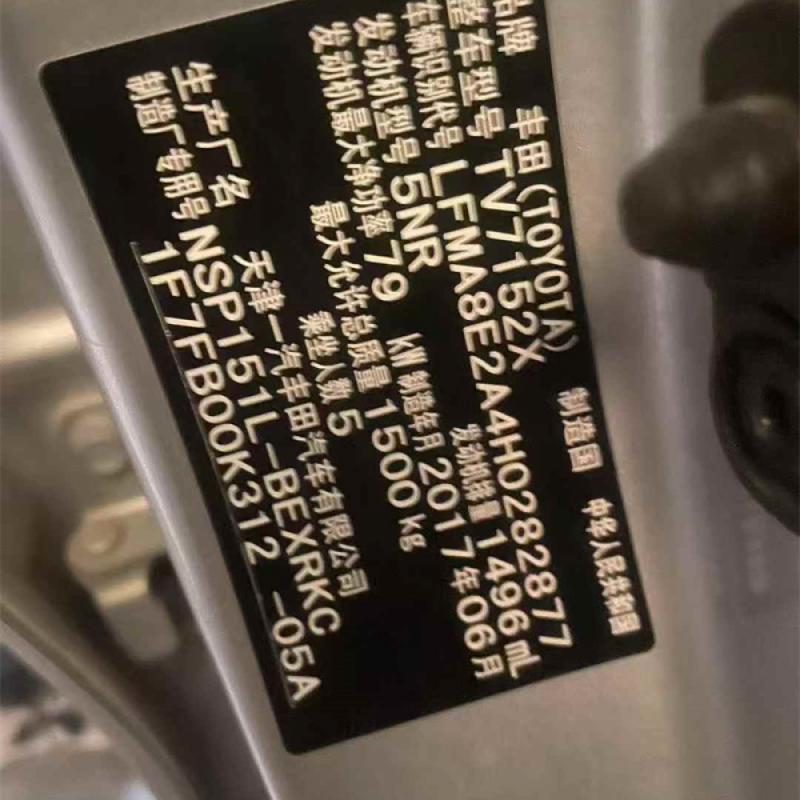 品牌 丰田(TOYOTA) 制造国 中华人民共和国
整车型号 TV7152X
车辆识别代号 LFMA8E2A4H0282877
发动机型号 5NR 发动机排量 1496 mL
发动机最大净功率 79 KW 制造年月 2017年06月
最大允许总质量 1500 kg
乘坐人数 5
生产厂名 天津一汽丰田汽车有限公司
制造厂专用号 NSP151L-BEXRKC
1F7FB00K312 -05A